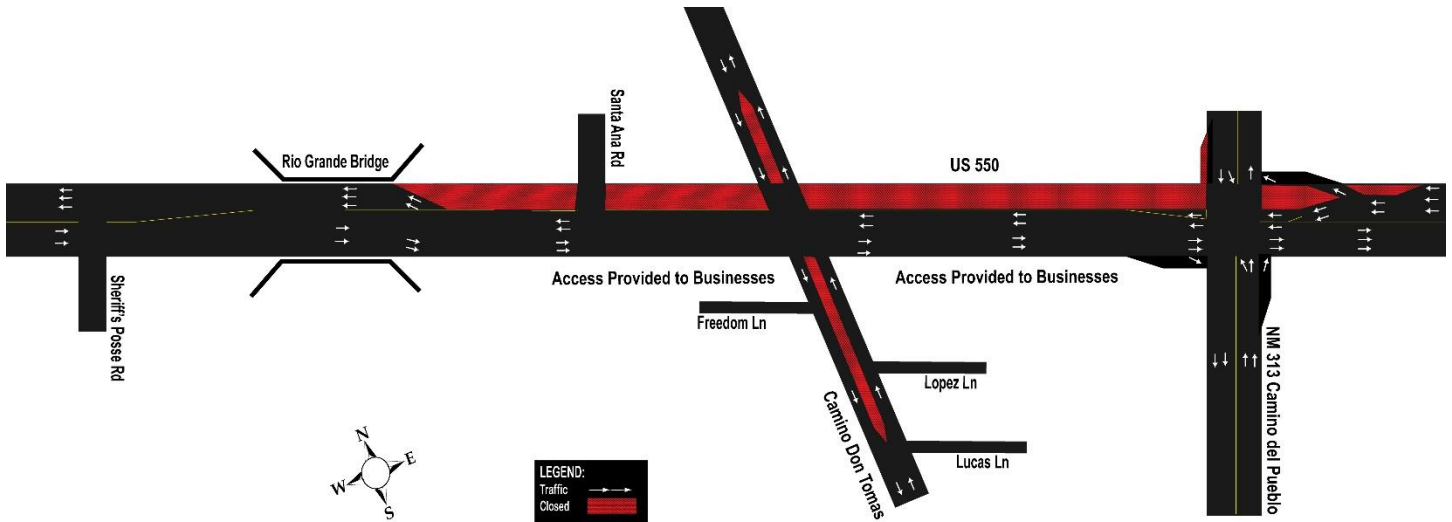 Santa Ana Rd
Rio Grande Bridge
US 550
Access Provided to Businesses
Access Provided to Businesses
Sheriff's Posse Rd
Freedom Ln
Lopez Ln
Lucas Ln
Camino Don Tomas
NM 313 Camino del Pueblo
N
E
W
S
LEGEND:
Traffic
Closed